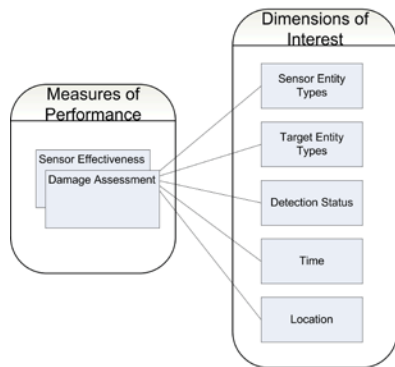 Measures of
Performance
Sensor Effectiveness
Damage Assessment
Dimensions of
Interest
Sensor Entity
Types
Target Entity
Types
Detection Status
Time
Location